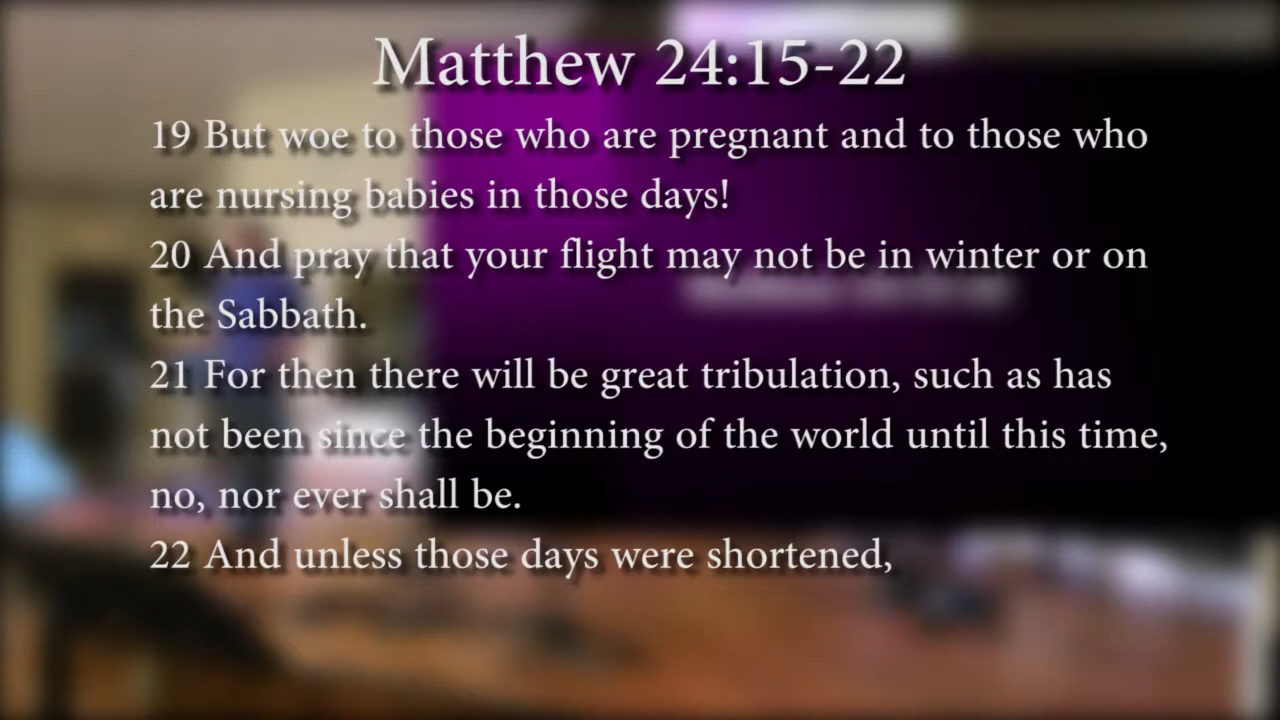 Matthew 24:15-22
19 But woe to those who are pregnant and to those who
are nursing babies in those days!
20 And pray that your flight may not be in winter or on
the Sabbath.
21 For then there will be great tribulation, such as has
not been since the beginning of the world until this time,
no, nor ever shall be.
22 And unless those days were shortened,